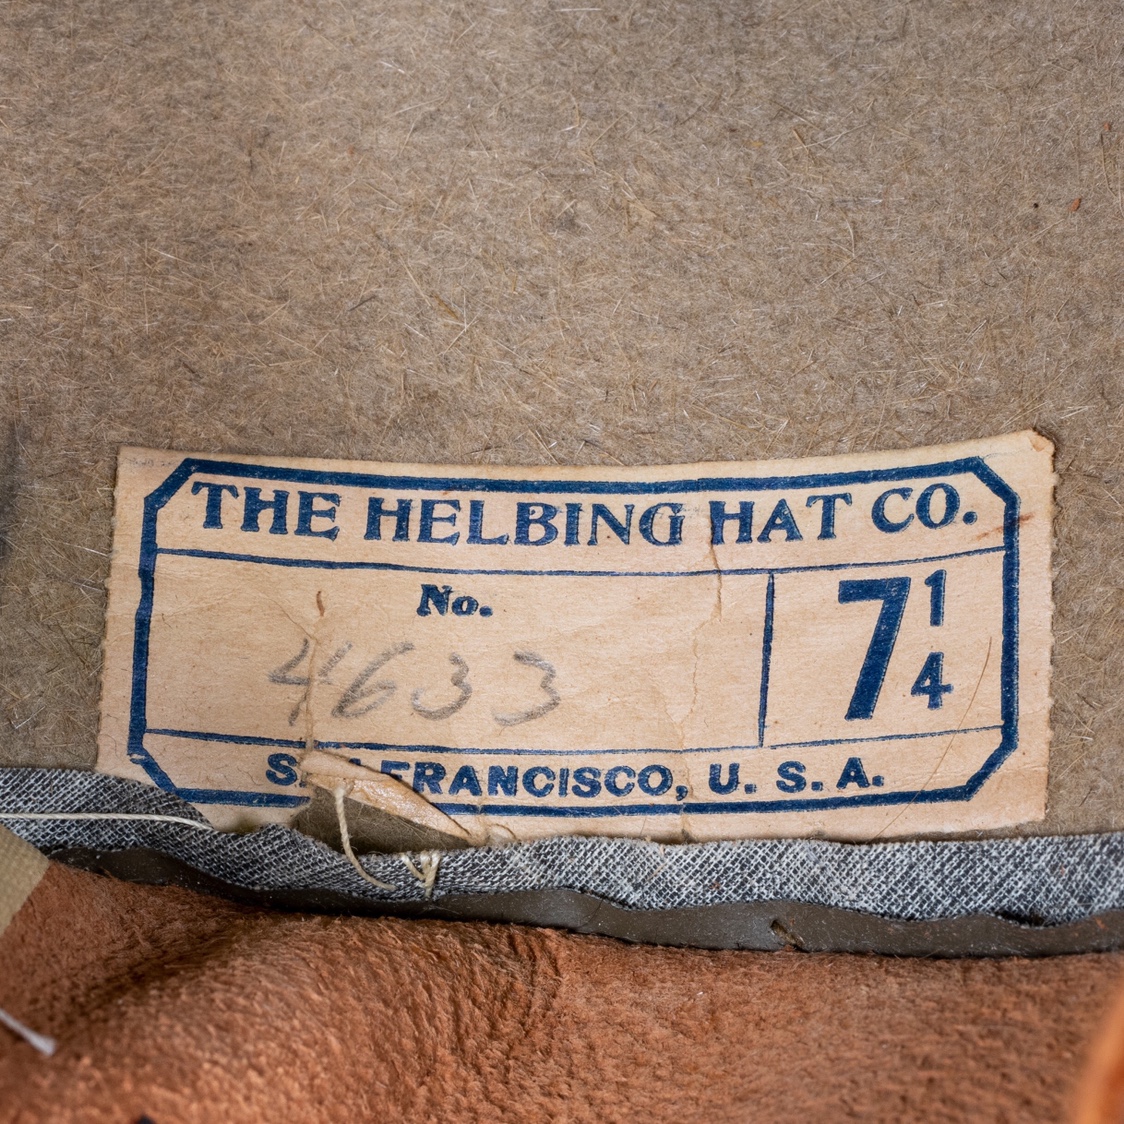 THE HELBING HAT CO.
No.
4633
7 1/4
FRANCISCO, U. S. A.